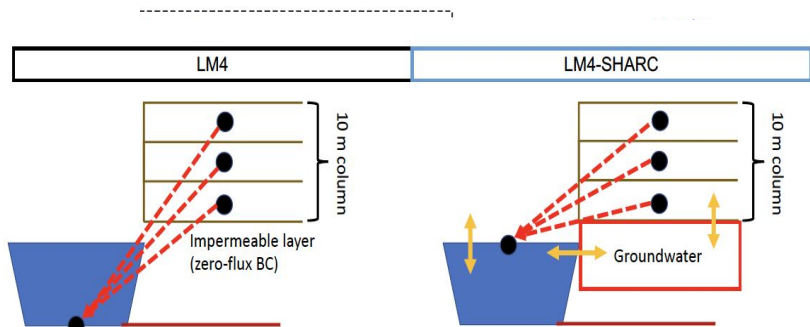 LM4
LM4-SHARC
10 m column
Impermeable layer
(zero-flux BC)
10 m column
Groundwater